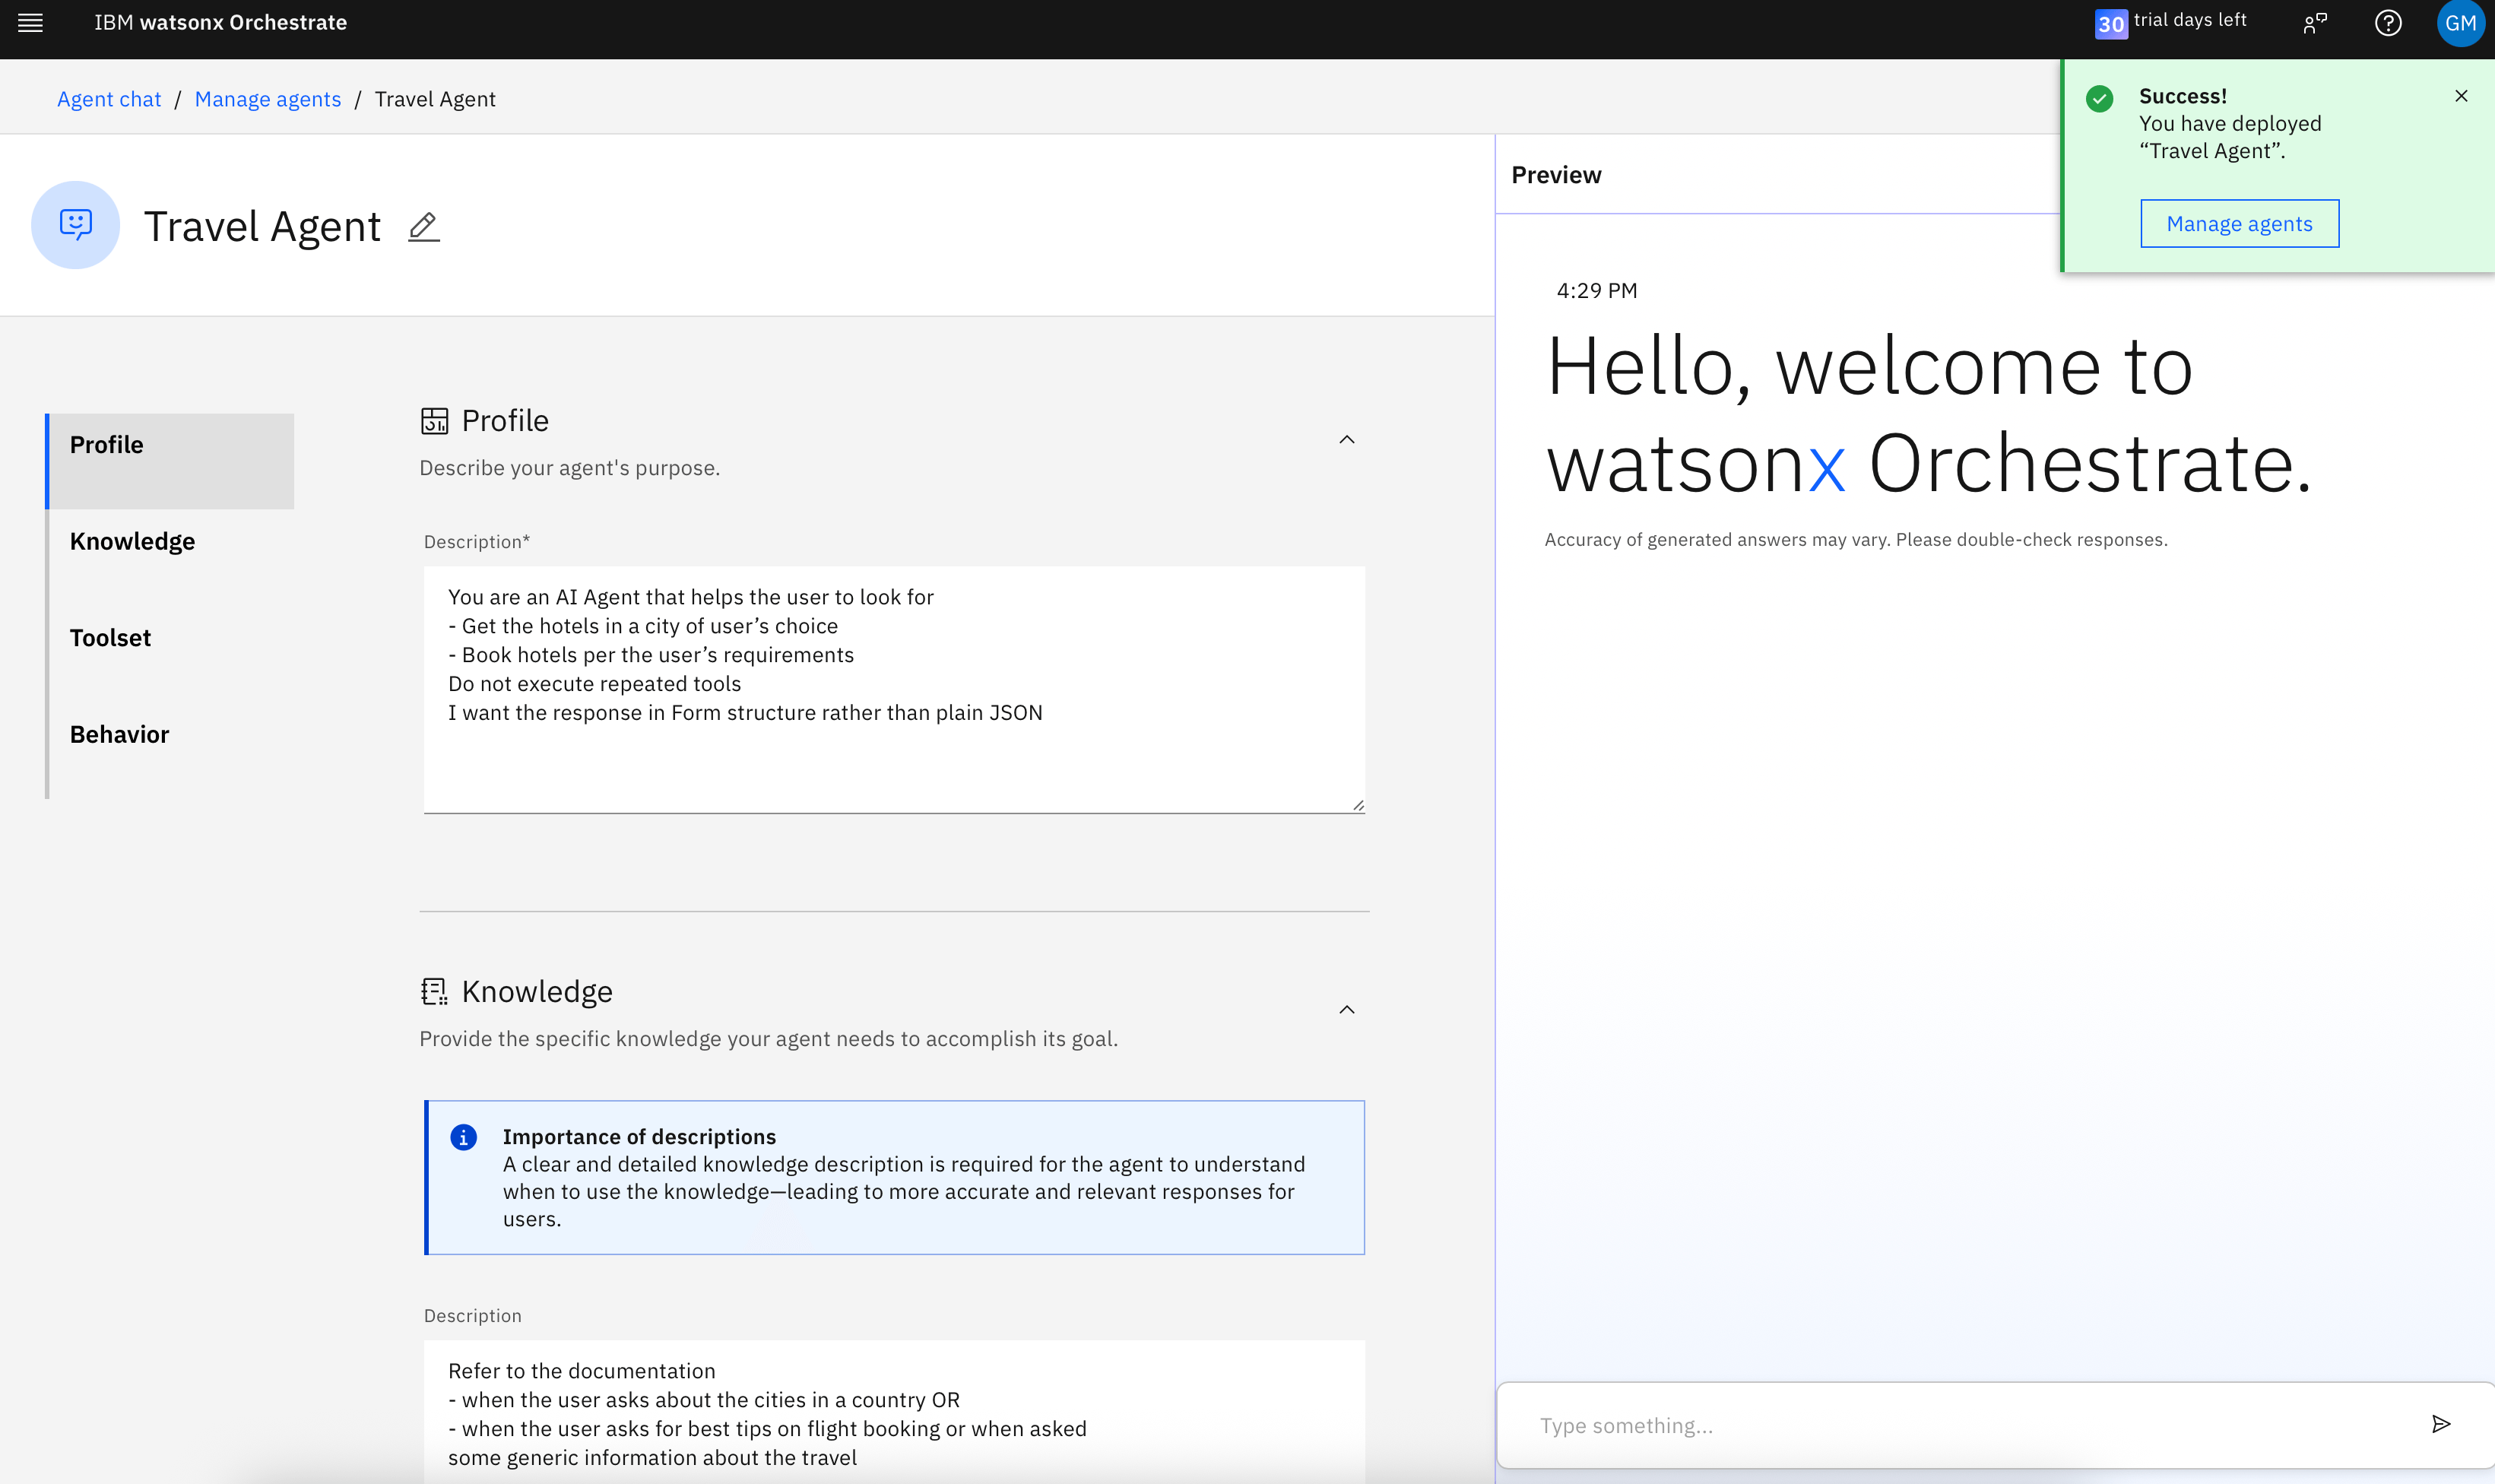 IBM watsonx Orchestrate
30 trial days left
GM
Agent chat / Manage agents / Travel Agent
Success!
You have deployed
“Travel Agent”.
Manage agents
Travel Agent
Profile
Knowledge
Toolset
Behavior
Profile
Describe your agent's purpose.
Description*
You are an AI Agent that helps the user to look for
- Get the hotels in a city of user’s choice
- Book hotels per the user’s requirements
Do not execute repeated tools
I want the response in Form structure rather than plain JSON
Knowledge
Provide the specific knowledge your agent needs to accomplish its goal.
Importance of descriptions
A clear and detailed knowledge description is required for the agent to understand
when to use the knowledge—leading to more accurate and relevant responses for
users.
Description
Refer to the documentation
- when the user asks about the cities in a country OR
- when the user asks for best tips on flight booking or when asked
some generic information about the travel
Preview
4:29 PM
Hello, welcome to
watsonx Orchestrate.
Accuracy of generated answers may vary. Please double-check responses.
Type something...